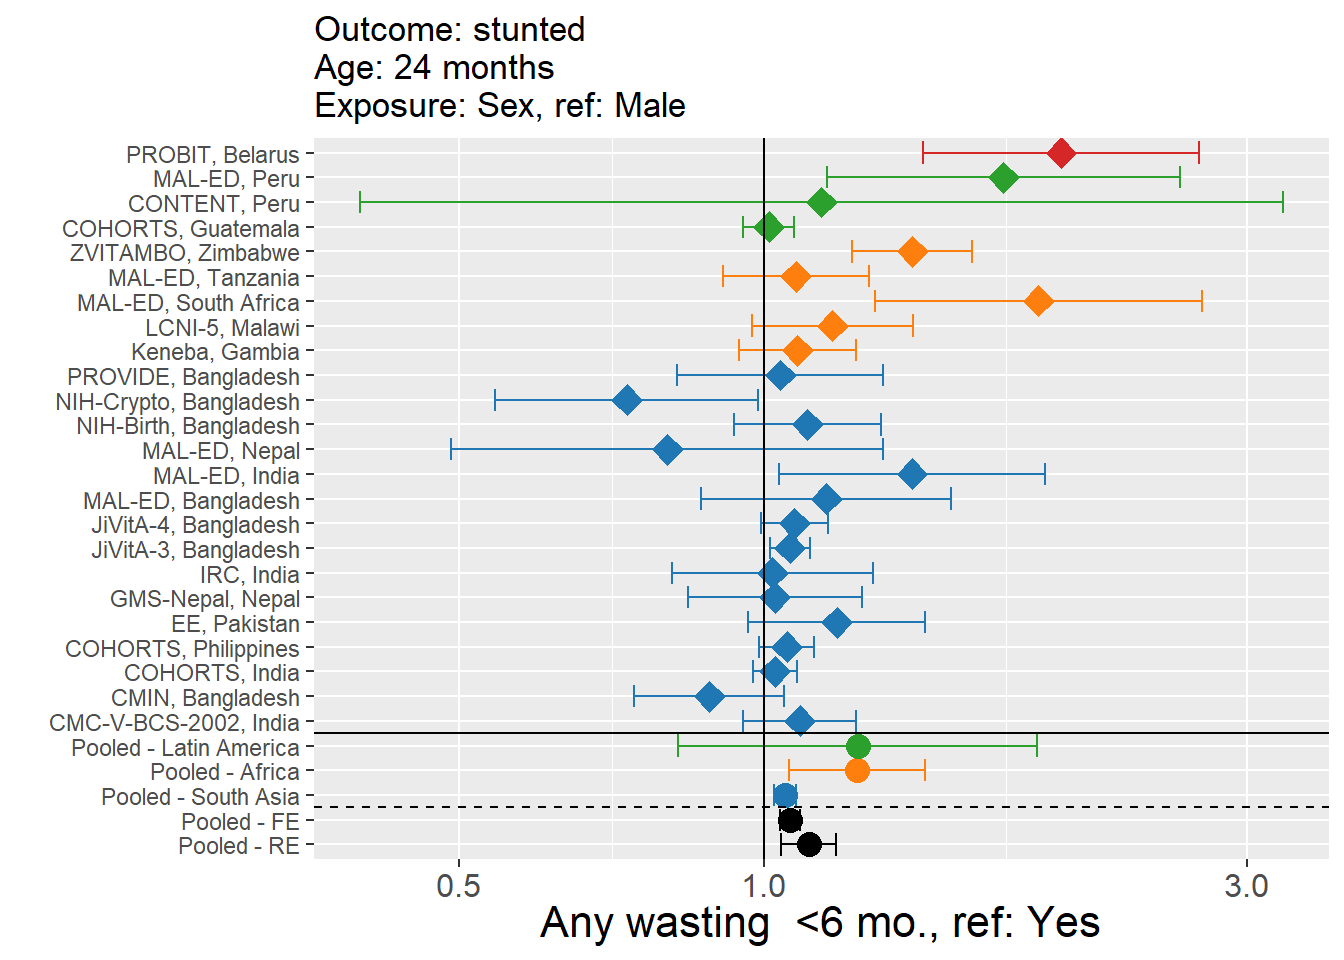 Outcome: stunted
Age: 24 months
Exposure: Sex, ref: Male
PROBIT, Belarus
MAL-ED, Peru
CONTENT, Peru
COHORTS, Guatemala
ZVITAMBO, Zimbabwe
MAL-ED, Tanzania
MAL-ED, South Africa
LCNI-5, Malawi
Keneba, Gambia
PROVIDE, Bangladesh
NIH-Crypto, Bangladesh
NIH-Birth, Bangladesh
MAL-ED, Nepal
MAL-ED, India
MAL-ED, Bangladesh
JiVitA-4, Bangladesh
JiVitA-3, Bangladesh
IRC, India
GMS-Nepal, Nepal
EE, Pakistan
COHORTS, Philippines
COHORTS, India
CMIN, Bangladesh
CMC-V-BCS-2002, India
Pooled - Latin America
Pooled - Africa
Pooled - South Asia
Pooled - FE
Pooled - RE
0.5 1.0 3.0
Any wasting  <6 mo., ref: Yes